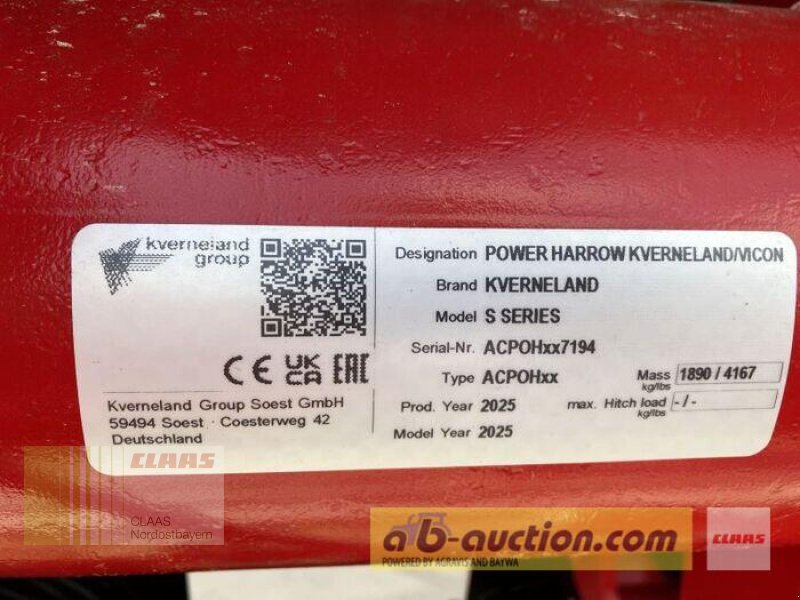 kverneland
group
CE UK CA EAC
Kverneland Group Soest GmbH
59494 Soest · Coesterweg 42
Deutschland
Designation POWER HARROW KVERNELAND/VICON
Brand KVERNELAND
Model S SERIES
Serial-Nr. ACPOHxx7194
Type ACPOHxx
Mass kg/lbs 1890 / 4167
Prod. Year 2025
max. Hitch load kg/lbs - / -
Model Year 2025
CLAAS
CLAAS
Nordostbayern
ab-auction.com
POWERED BY AGRAVIS AND BAYWA
CLAAS